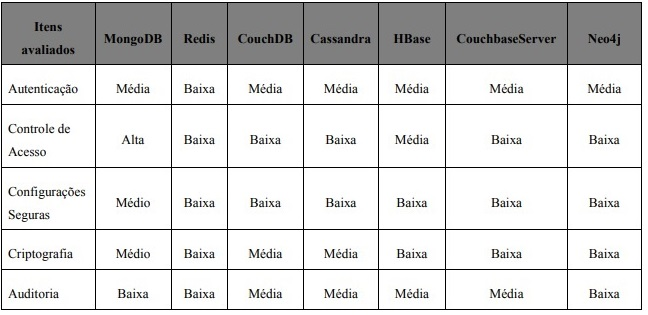 Itens avaliados MongoDB Redis CouchDB Cassandra HBase CouchbaseServer Neo4j
Autenticação Média Baixa Média Média Média Média Média
Controle de Acesso Alta Baixa Baixa Baixa Média Baixa Baixa
Configurações Seguras Médio Baixa Baixa Baixa Baixa Baixa Baixa
Criptografia Médio Baixa Média Média Baixa Baixa Baixa
Auditoria Baixa Baixa Média Média Média Média Baixa